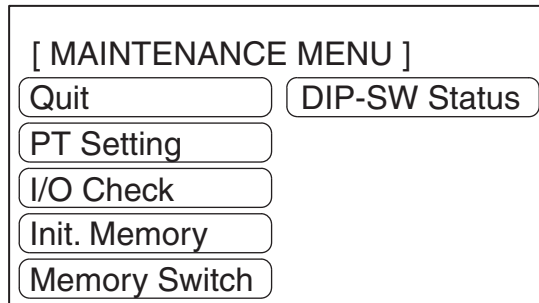 [ MAINTENANCE MENU ]
Quit
DIP-SW Status
PT Setting
I/O Check
Init. Memory
Memory Switch